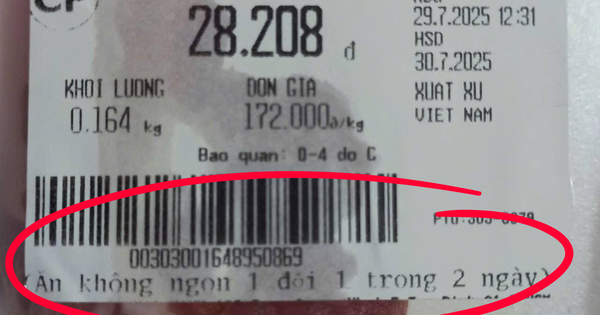 CP
28.208 đ
29.7.2025 12:31
HSD
30.7.2025
KHOI LUONG
0.164 kg
DON GIA
172.000đ/kg
XUAT XU
VIET NAM
Bao quan: 0-4 do C
00303001648950869
(Ăn không ngon 1 đổi 1 trong 2 ngày)